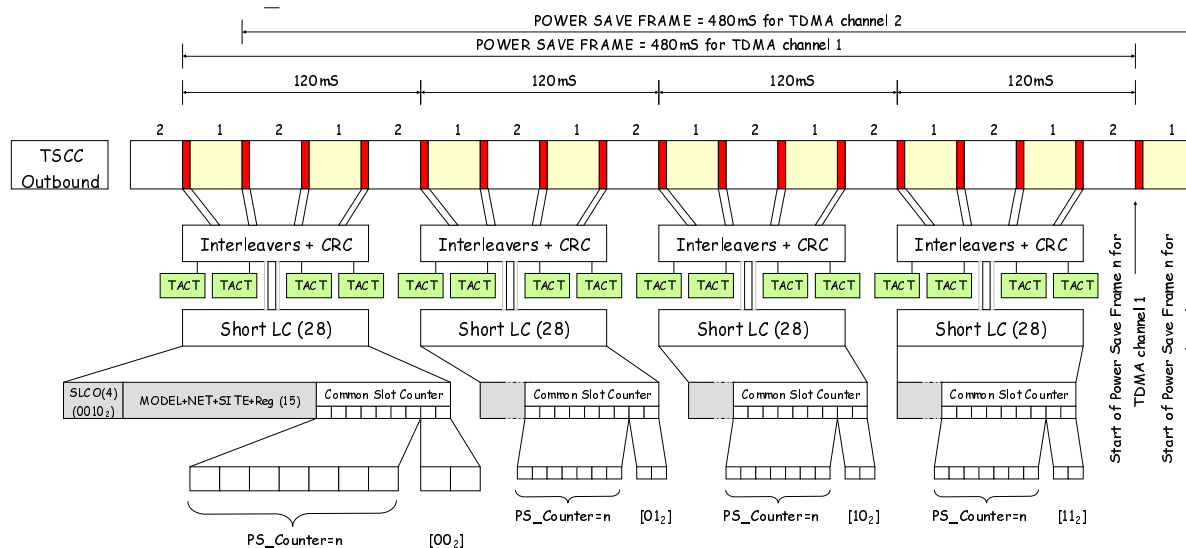 POWER SAVE FRAME = 480mS for TDMA channel 2
POWER SAVE FRAME = 480mS for TDMA channel 1
120mS 120mS 120mS 120mS
2 1 2 1 2 1 2 1 2 1 2 1 2 1 2 1 2 1
TSCC
Outbound
Interleavers + CRC Interleavers + CRC Interleavers + CRC Interleavers + CRC
TACT TACT TACT TACT TACT TACT TACT TACT TACT TACT TACT TACT TACT TACT TACT TACT
Short LC (28) Short LC (28) Short LC (28) Short LC (28)
SLCO(4)
(0010₂)
MODEL+NET+SITE+Reg (15)
Common Slot Counter Common Slot Counter Common Slot Counter Common Slot Counter
PS_Counter=n [00₂]
PS_Counter=n [01₂]
PS_Counter=n [10₂]
PS_Counter=n [11₂]
Start of Power Save Frame n for
TDMA channel 1
Start of Power Save Frame n for